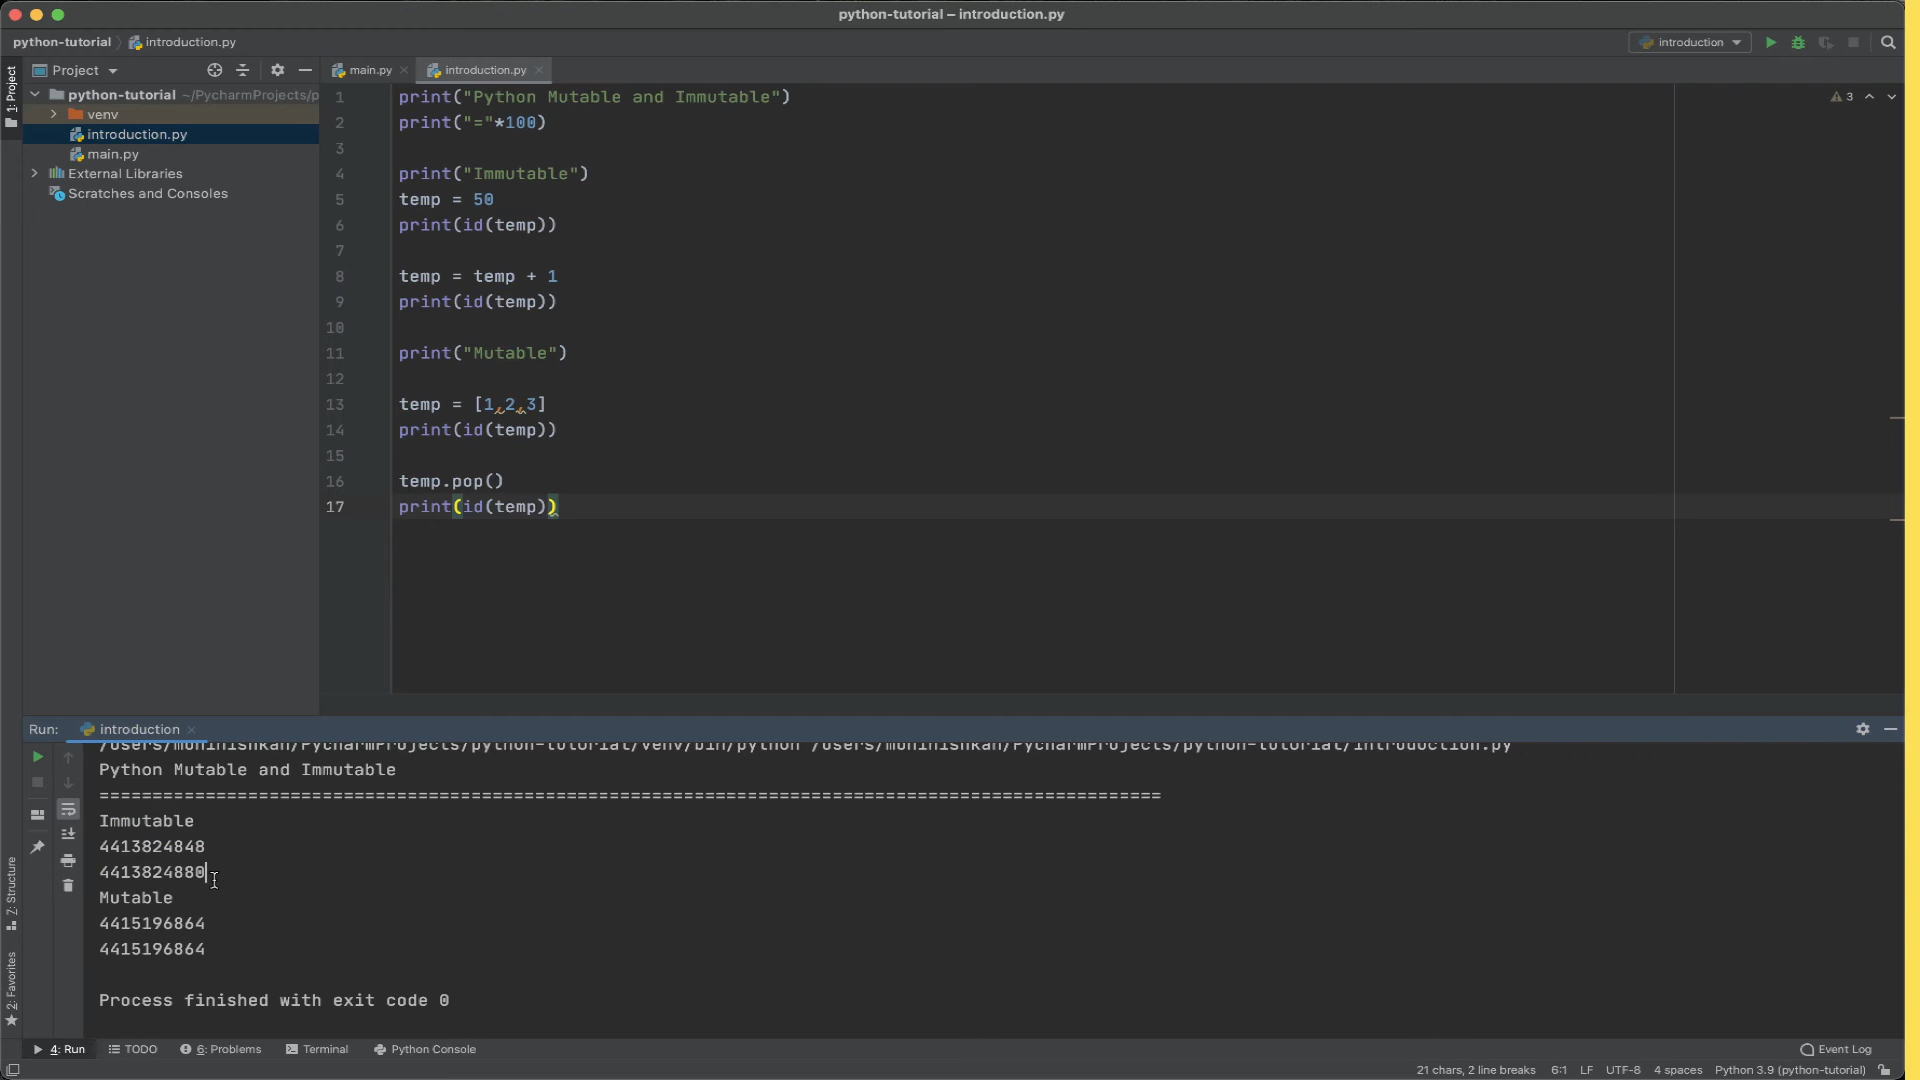 python-tutorial – introduction.py
python-tutorial
introduction.py
introduction
1: Project
Project
python-tutorial ~/PycharmProjects/p
venv
introduction.py
main.py
External Libraries
Scratches and Consoles
main.py
introduction.py
3
1 print("Python Mutable and Immutable")
2 print("="*100)
3
4 print("Immutable")
5 temp = 50
6 print(id(temp))
7
8 temp = temp + 1
9 print(id(temp))
10
11 print("Mutable")
12
13 temp = [1,2,3]
14 print(id(temp))
15
16 temp.pop()
17 print(id(temp))
Run:
introduction
/Users/muhinishkan/PycharmProjects/python-tutorial/venv/bin/python /Users/muhinishkan/PycharmProjects/python-tutorial/introduction.py
Python Mutable and Immutable
====================================================================================================
Immutable
4413824848
4413824880
Mutable
4415196864
4415196864
Process finished with exit code 0
7: Structure
2: Favorites
4: Run
TODO
6: Problems
Terminal
Python Console
Event Log
21 chars, 2 line breaks
6:1
LF
UTF-8
4 spaces
Python 3.9 (python-tutorial)